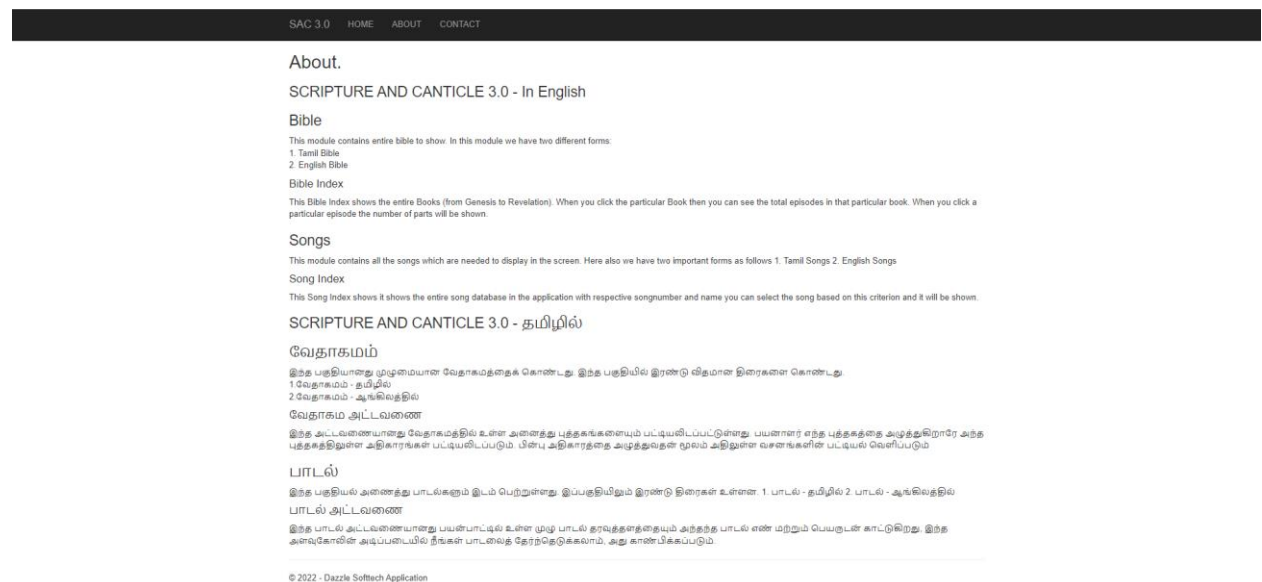 SAC 3.0 HOME ABOUT CONTACT
About.
SCRIPTURE AND CANTICLE 3.0 - In English
Bible
This module contains entire bible to show. In this module we have two different forms:
1. Tamil Bible
2. English Bible
Bible Index
This Bible Index shows the entire Books (from Genesis to Revelation). When you click the particular Book then you can see the total episodes in that particular book. When you click a
particular episode the number of parts will be shown.
Songs
This module contains all the songs which are needed to display in the screen. Here also we have two important forms as follows 1. Tamil Songs 2. English Songs
Song Index
This Song Index shows it shows the entire song database in the application with respective songnumber and name you can select the song based on this criterion and it will be shown.
SCRIPTURE AND CANTICLE 3.0 - தமிழில்
வேதாகமம்
இந்த பகுதியானது முழுமையான வேதாகமத்தைக் கொண்டது. இந்த பகுதியில் இரண்டு விதமான திரைகளை கொண்டது.
1.வேதாகமம் - தமிழில்
2.வேதாகமம் - ஆங்கிலத்தில்
வேதாகம அட்டவணை
இந்த அட்டவணையானது வேதாகமத்தில் உள்ள அனைத்து புத்தகங்களையும் பட்டியலிடப்பட்டுள்ளது. பயனாளர் எந்த புத்தகத்தை அழுத்துகிறாரே அந்த
புத்தகத்திலுள்ள அதிகாரங்கள் பட்டியலிடப்படும். பின்பு அதிகாரத்தை அழுத்துவதன் மூலம் அதிலுள்ள வசனங்களின் பட்டியல் வெளிப்படும்
பாடல்
இந்த பகுதியல் அணைத்து பாடல்களும் இடம் பெற்றுள்ளது. இப்பகுதியிலும் இரண்டு திரைகள் உள்ளன. 1. பாடல் - தமிழில் 2. பாடல் - ஆங்கிலத்தில்
பாடல் அட்டவணை
இந்த பாடல் அட்டவணையானது பயன்பாட்டில் உள்ள முழு பாடல் தரவுத்தளத்தையும் அந்தந்த பாடல் எண் மற்றும் பெயருடன் காட்டுகிறது, இந்த
அளவுகோலின் அடிப்படையில் நீங்கள் பாடலைத் தேர்ந்தெடுக்கலாம், அது காண்பிக்கப்படும்.
© 2022 - Dazzle Softtech Application